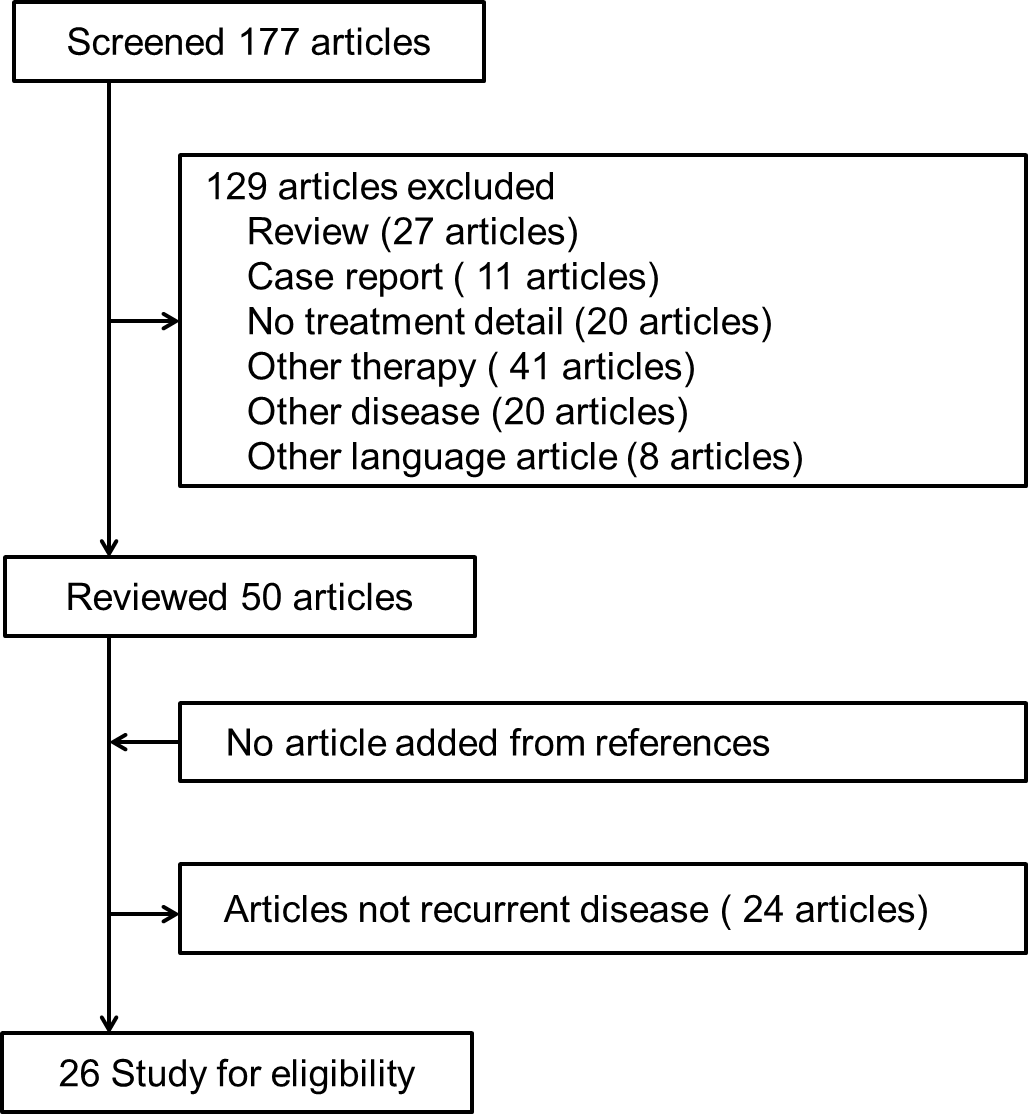 Screened 177 articles
129 articles excluded
Review (27 articles)
Case report ( 11 articles)
No treatment detail (20 articles)
Other therapy ( 41 articles)
Other disease (20 articles)
Other language article (8 articles)
Reviewed 50 articles
No article added from references
Articles not recurrent disease ( 24 articles)
26 Study for eligibility